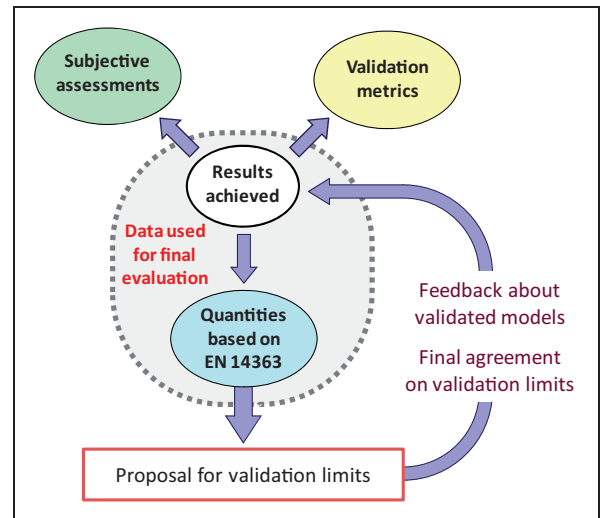 Subjective
assessments
Validation
metrics
Results
achieved
Data used
for final
evaluation
Quantities
based on
EN 14363
Feedback about
validated models
Final agreement
on validation limits
Proposal for validation limits